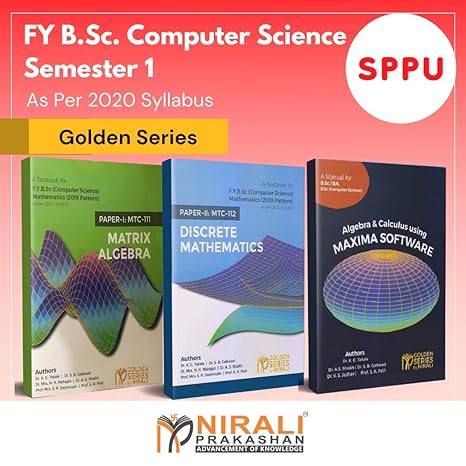 FY B.Sc. Computer Science
Semester 1
SPPU
As Per 2020 Syllabus
Golden Series
A Textbook for
F.Y.B.Sc (Computer Science)
Mathematics (2019 Pattern)
PAPER-I: MTC-111
MATRIX
ALGEBRA
Authors
Dr. K. C. Takale | Dr. S. B. Gaikwad
Dr. Mrs. N. H. Mahajan | Dr. A. S. Shaikh
Prof. Mrs. S. R. Deshmukh | Prof. S. R. Patil
GOLDEN
SERIES
by NIRALI
A Textbook for
F.Y.B.Sc (Computer Science)
Mathematics (2019 Pattern)
PAPER-II: MTC-112
DISCRETE
MATHEMATICS
Authors
Dr. K. C. Takale | Dr. S. B. Gaikwad
Dr. Mrs. N. H. Mahajan | Dr. A. S. Shaikh
Prof. Mrs. S. R. Deshmukh | Prof. S. R. Patil
GOLDEN
SERIES
by NIRALI
A Manual for
B.Sc / BA,
B.Sc (Computer Science)
Algebra & Calculus using
MAXIMA SOFTWARE
Authors
Dr. K. C. Takale
Dr. A.S. Shaikh | Dr. S. B. Gaikwad
Dr. V. S. Jadhav | Prof. S. R. Patil
GOLDEN
SERIES
by NIRALI
NIRALI
PRAKASHAN
ADVANCEMENT OF KNOWLEDGE